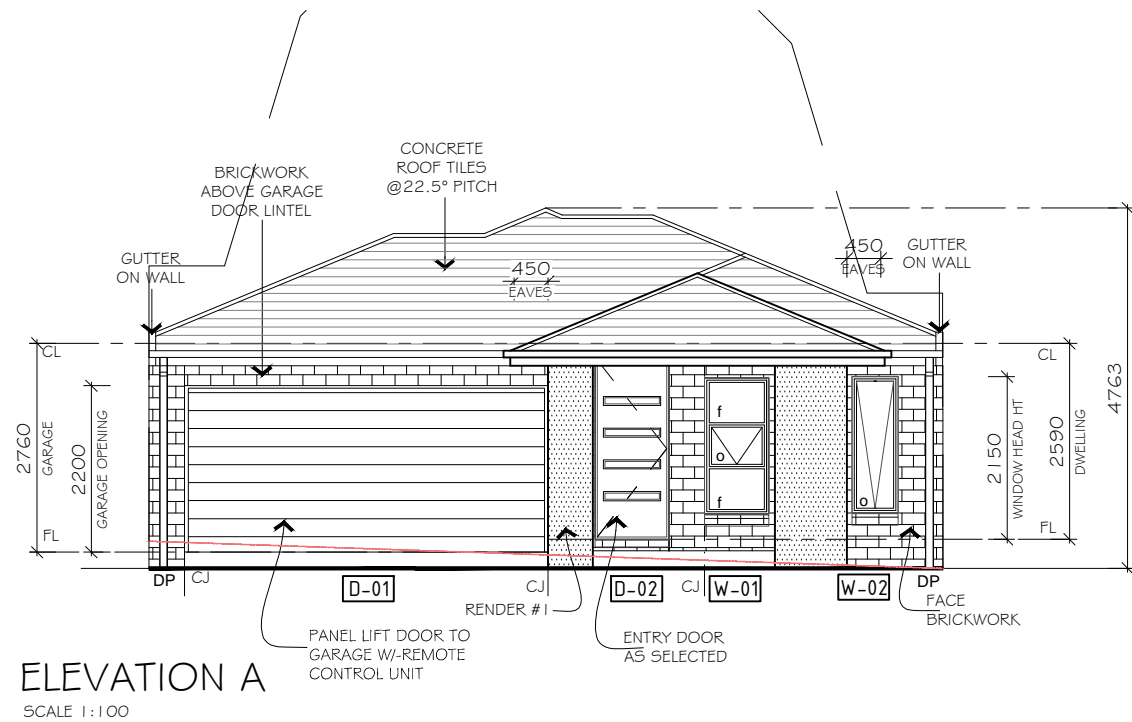 CONCRETE
ROOF TILES
@22.5° PITCH
BRICKWORK
ABOVE GARAGE
DOOR LINTEL
GUTTER
ON WALL
450
EAVES
450
EAVES
GUTTER
ON WALL
CL
2760
GARAGE
2200
GARAGE OPENING
FL
f
o
f
o
CL
2150
WINDOW HEAD HT
2590
DWELLING
4763
FL
DP
CJ
D-01
CJ
D-02
CJ
W-01
W-02
DP
RENDER #1
FACE
BRICKWORK
PANEL LIFT DOOR TO
GARAGE W/-REMOTE
CONTROL UNIT
ENTRY DOOR
AS SELECTED
ELEVATION A
SCALE 1:100